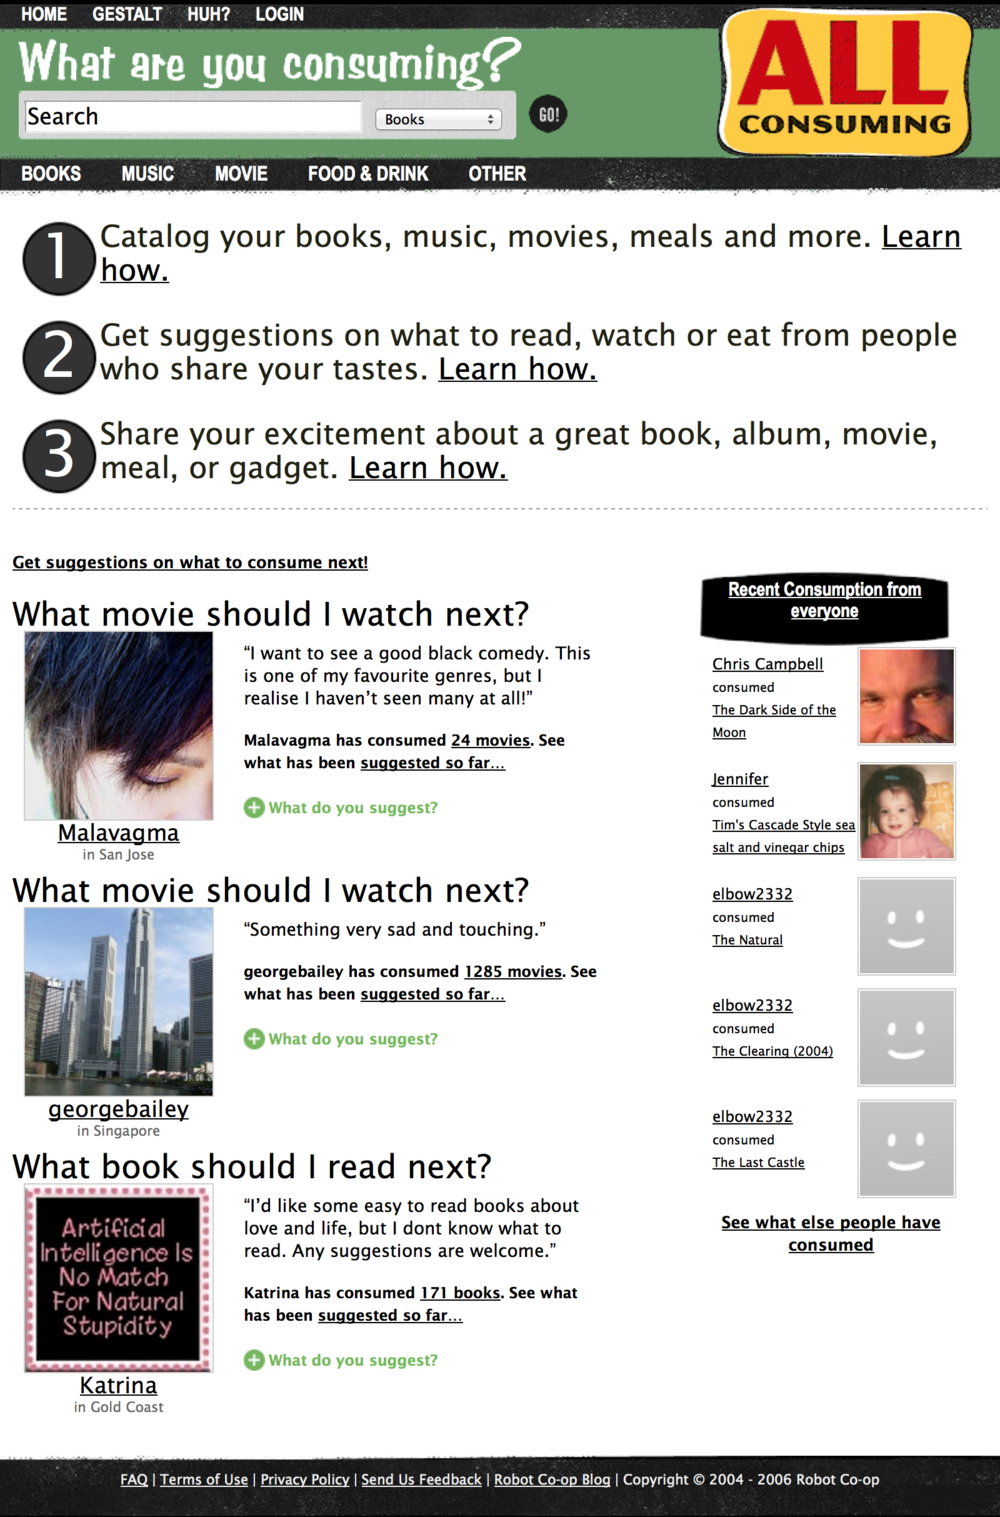 HOME GESTALT HUH? LOGIN
What are you consuming?
ALL
CONSUMING
Search Books GO!
BOOKS MUSIC MOVIE FOOD & DRINK OTHER
1 Catalog your books, music, movies, meals and more. Learn
how.
2 Get suggestions on what to read, watch or eat from people
who share your tastes. Learn how.
3 Share your excitement about a great book, album, movie,
meal, or gadget. Learn how.
Get suggestions on what to consume next!
What movie should I watch next?
“I want to see a good black comedy. This
is one of my favourite genres, but I
realise I haven’t seen many at all!”
Malavagma has consumed 24 movies. See
what has been suggested so far...
What do you suggest?
Malavagma
in San Jose
What movie should I watch next?
“Something very sad and touching.”
georgebailey has consumed 1285 movies. See
what has been suggested so far...
What do you suggest?
georgebailey
in Singapore
What book should I read next?
Artificial
Intelligence Is
No Match
For Natural
Stupidity
“I’d like some easy to read books about
love and life, but I dont know what to
read. Any suggestions are welcome.”
Katrina has consumed 171 books. See what
has been suggested so far...
What do you suggest?
Katrina
in Gold Coast
Recent Consumption from
everyone
Chris Campbell
consumed
The Dark Side of the
Moon
Jennifer
consumed
Tim's Cascade Style sea
salt and vinegar chips
elbow2332
consumed
The Natural
elbow2332
consumed
The Clearing (2004)
elbow2332
consumed
The Last Castle
See what else people have
consumed
FAQ | Terms of Use | Privacy Policy | Send Us Feedback | Robot Co-op Blog | Copyright © 2004 - 2006 Robot Co-op